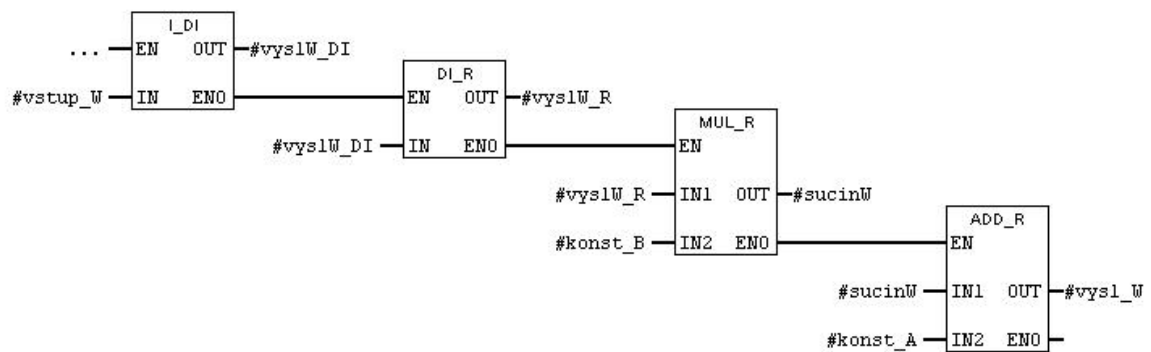 I_DI
... EN OUT #vyslW_DI
#vstup_W IN ENO
DI_R
EN OUT #vyslW_R
#vyslW_DI IN ENO
MUL_R
EN
#vyslW_R IN1 OUT #sucinW
#konst_B IN2 ENO
ADD_R
EN
#sucinW IN1 OUT #vysl_W
#konst_A IN2 ENO